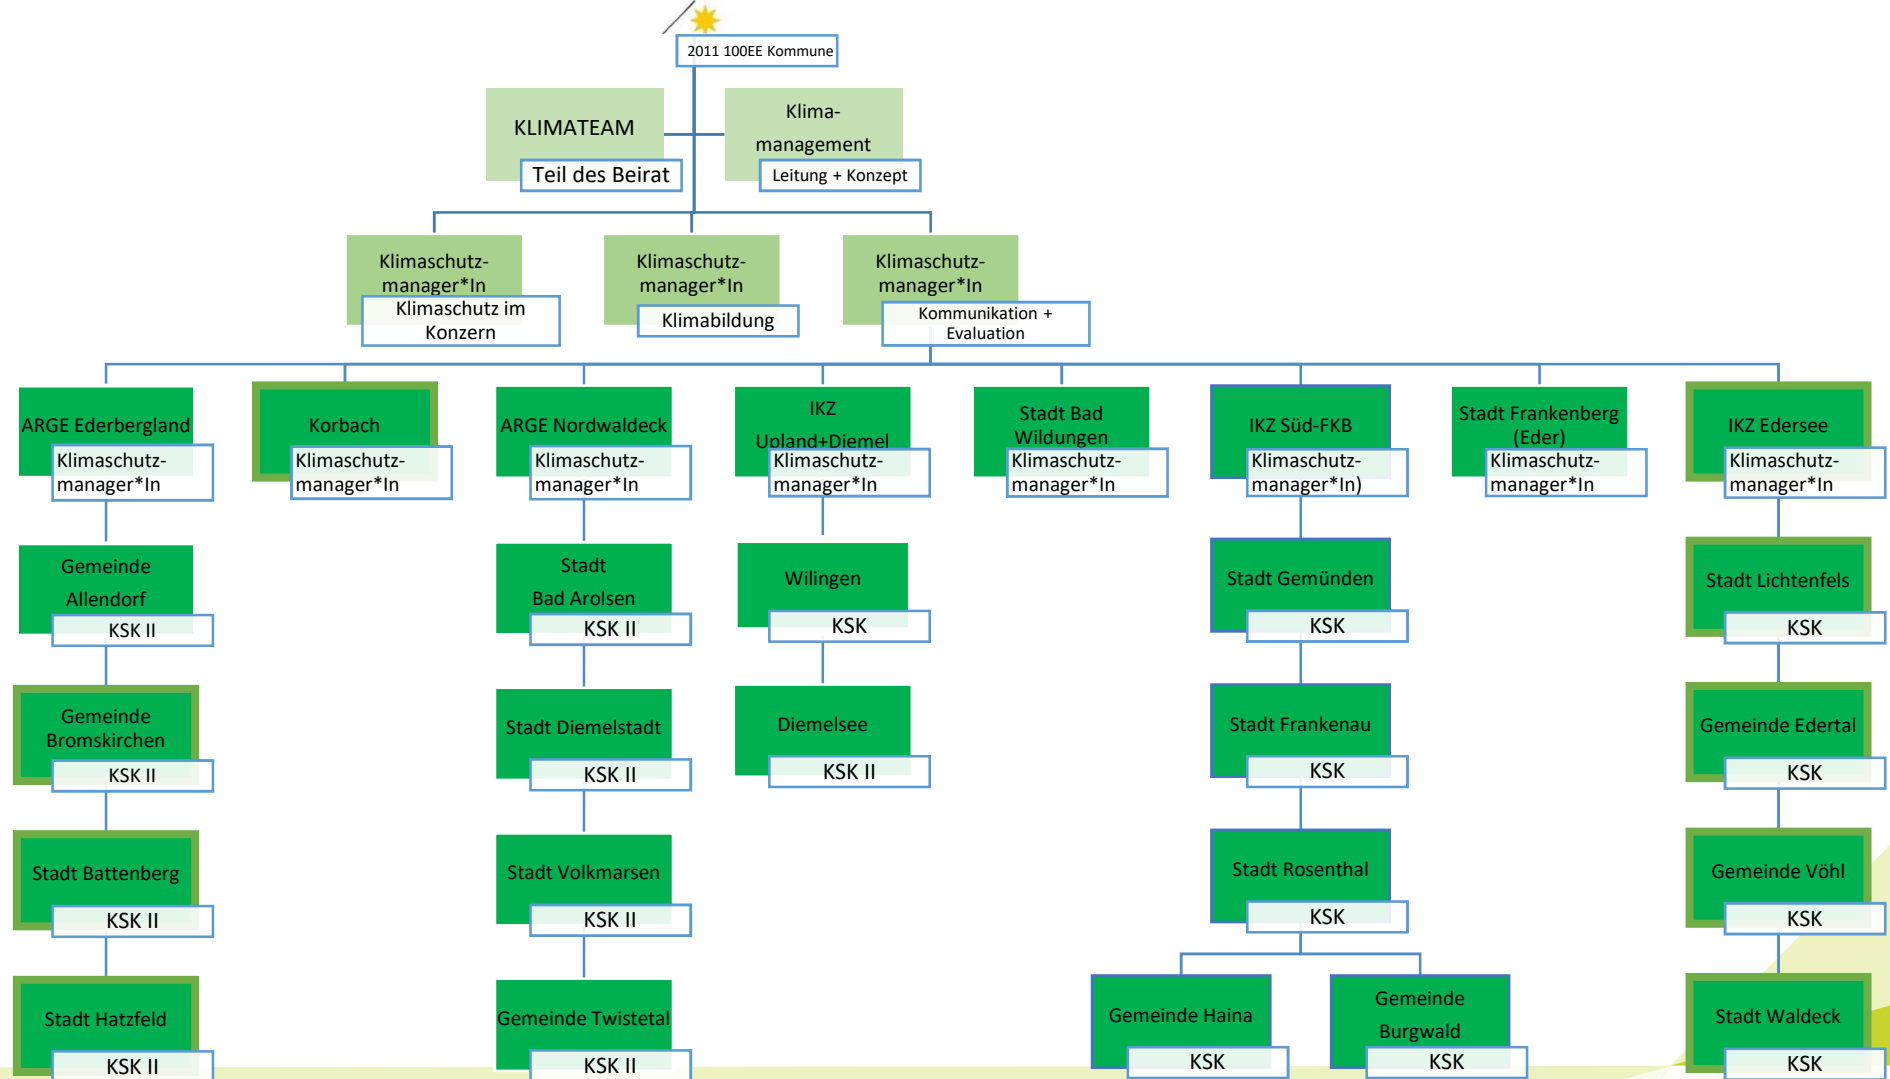 2011 100EE Kommune
KLIMATEAM
Teil des Beirat
Klima-
management
Leitung + Konzept
Klimaschutz-
manager*In
Klimaschutz im
Konzern
Klimaschutz-
manager*In
Klimabildung
Klimaschutz-
manager*In
Kommunikation +
Evaluation
ARGE Ederbergland
Klimaschutz-
manager*In
Korbach
Klimaschutz-
manager*In
ARGE Nordwaldeck
Klimaschutz-
manager*In
IKZ
Upland+Diemel
Klimaschutz-
manager*In
Stadt Bad
Wildungen
Klimaschutz-
manager*In
IKZ Süd-FKB
Klimaschutz-
manager*In)
Stadt Frankenberg
(Eder)
Klimaschutz-
manager*In
IKZ Edersee
Klimaschutz-
manager*In
Gemeinde
Allendorf
KSK II
Stadt
Bad Arolsen
KSK II
Wilingen
KSK
Stadt Gemünden
KSK
Stadt Lichtenfels
KSK
Gemeinde
Bromskirchen
KSK II
Stadt Diemelstadt
KSK II
Diemelsee
KSK II
Stadt Frankenau
KSK
Gemeinde Edertal
KSK
Stadt Battenberg
KSK II
Stadt Volkmarsen
KSK II
Stadt Rosenthal
KSK
Gemeinde Vöhl
KSK
Stadt Hatzfeld
KSK II
Gemeinde Twistetal
KSK II
Gemeinde Haina
KSK
Gemeinde
Burgwald
KSK
Stadt Waldeck
KSK